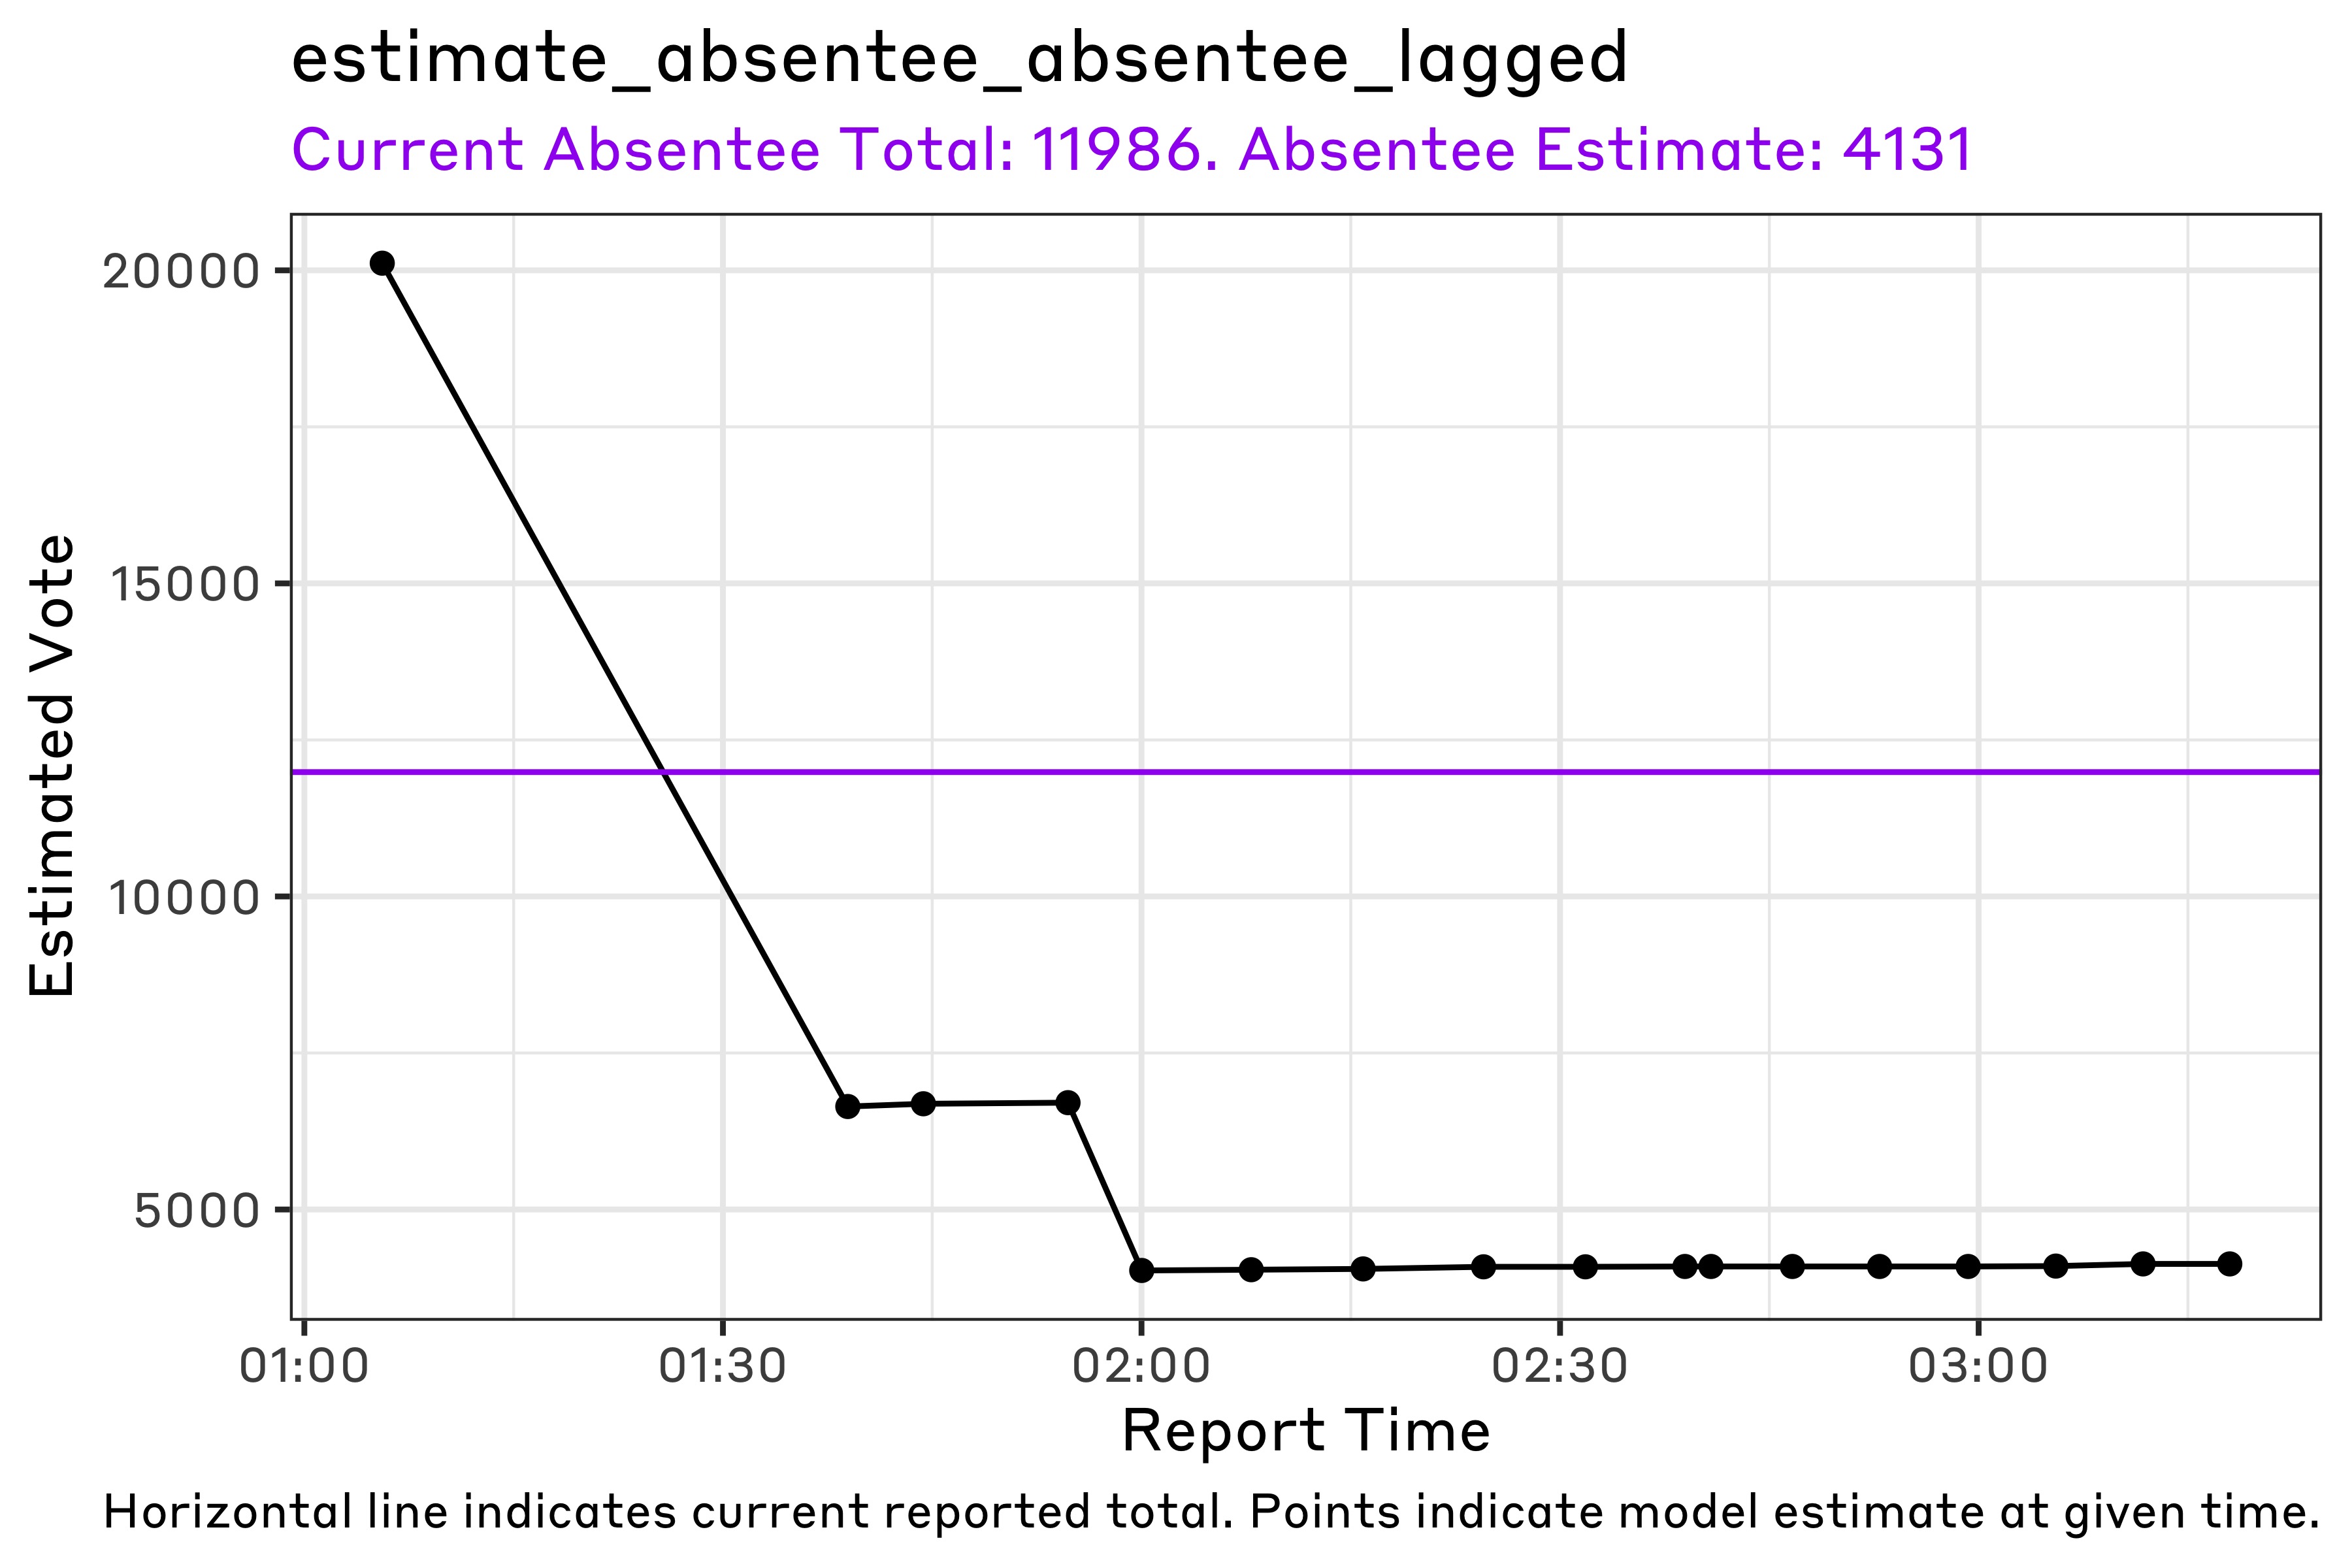 estimate_absentee_absentee_lagged
Current Absentee Total: 11986. Absentee Estimate: 4131
Estimated Vote
20000
15000
10000
5000
01:00 01:30 02:00 02:30 03:00
Report Time
Horizontal line indicates current reported total. Points indicate model estimate at given time.